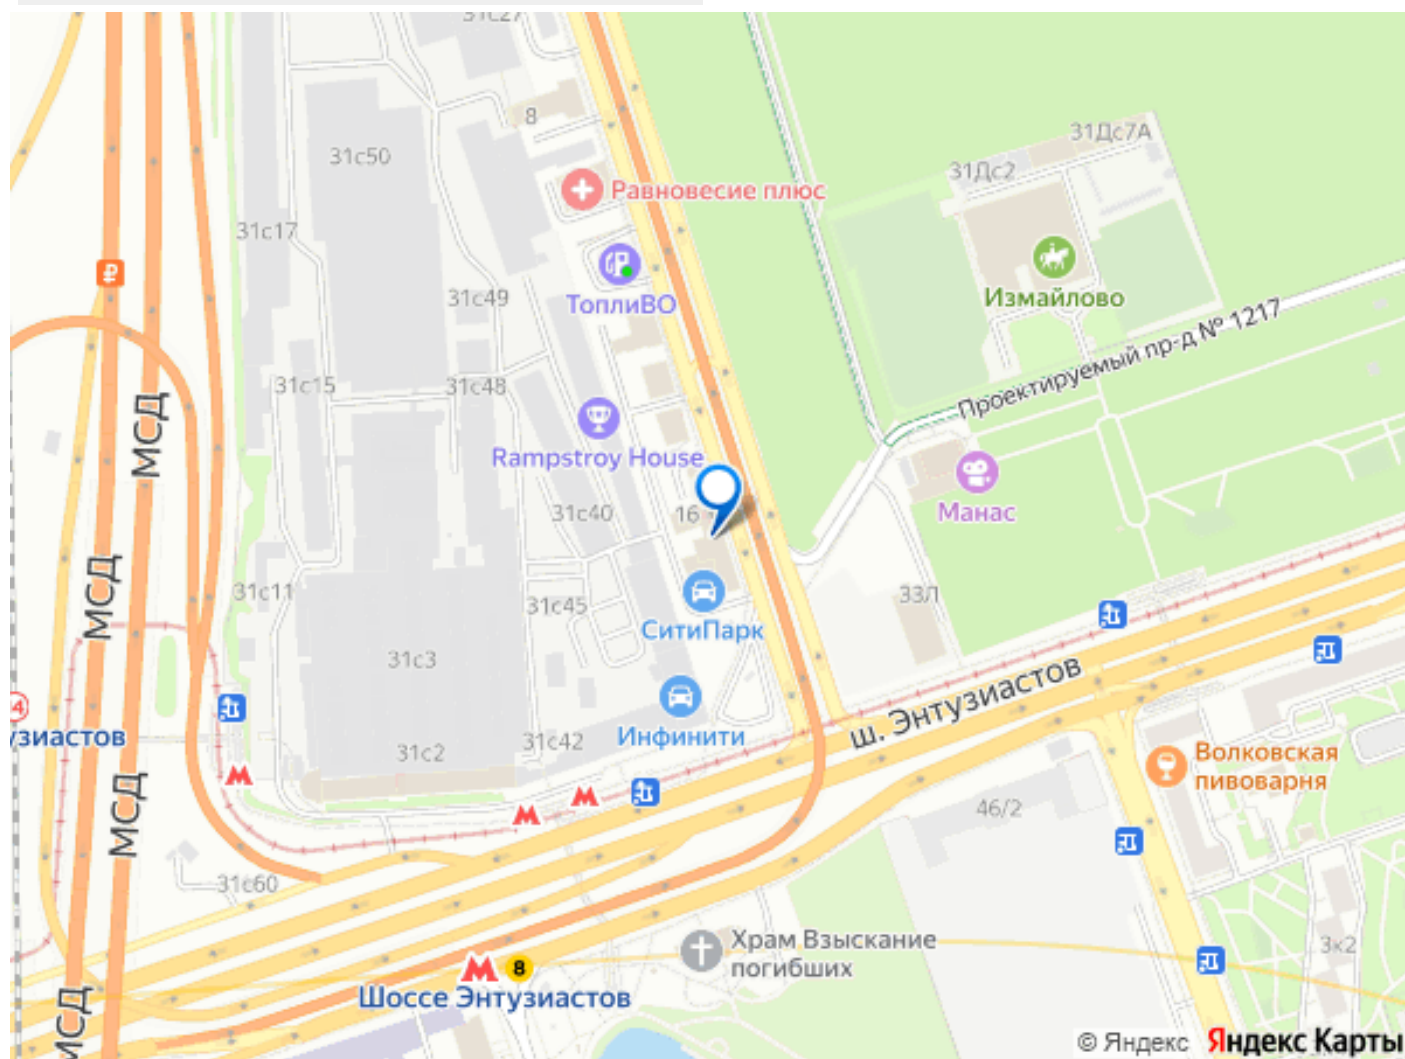 31с27
8
31с50
31Дс7А
31Дс2
Равновесие плюс
31с17
ТоплиВО
31с49
Измайлово
Проектируемый пр-д № 1217
31с15
31с48
МСД
Rampstroy House
31с40
16
Манас
МСД
31с11
31с45
СитиПарк
33Л
31с3
ш. Энтузиастов
4
узиастов
31с2
31с42
Инфинити
Волковская
пивоварня
МСД
46/2
31с60
Храм Взыскание
погибших
3к2
8
Шоссе Энтузиастов
МСД
© Яндекс Яндекс Карты